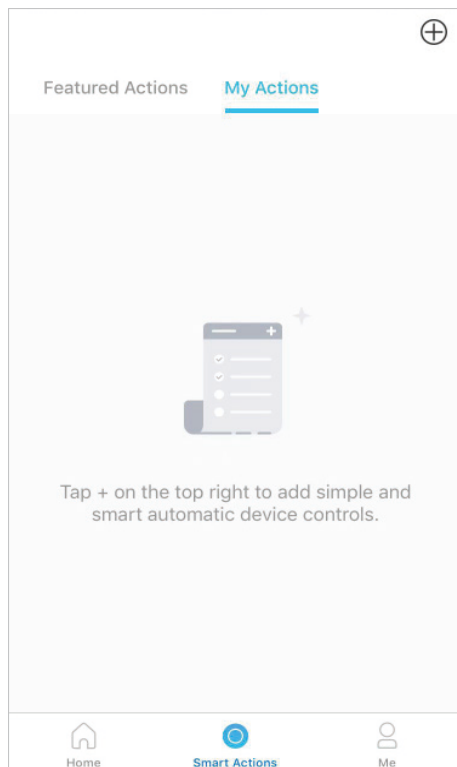 Featured Actions My Actions
Tap + on the top right to add simple and
smart automatic device controls.
Home Smart Actions Me